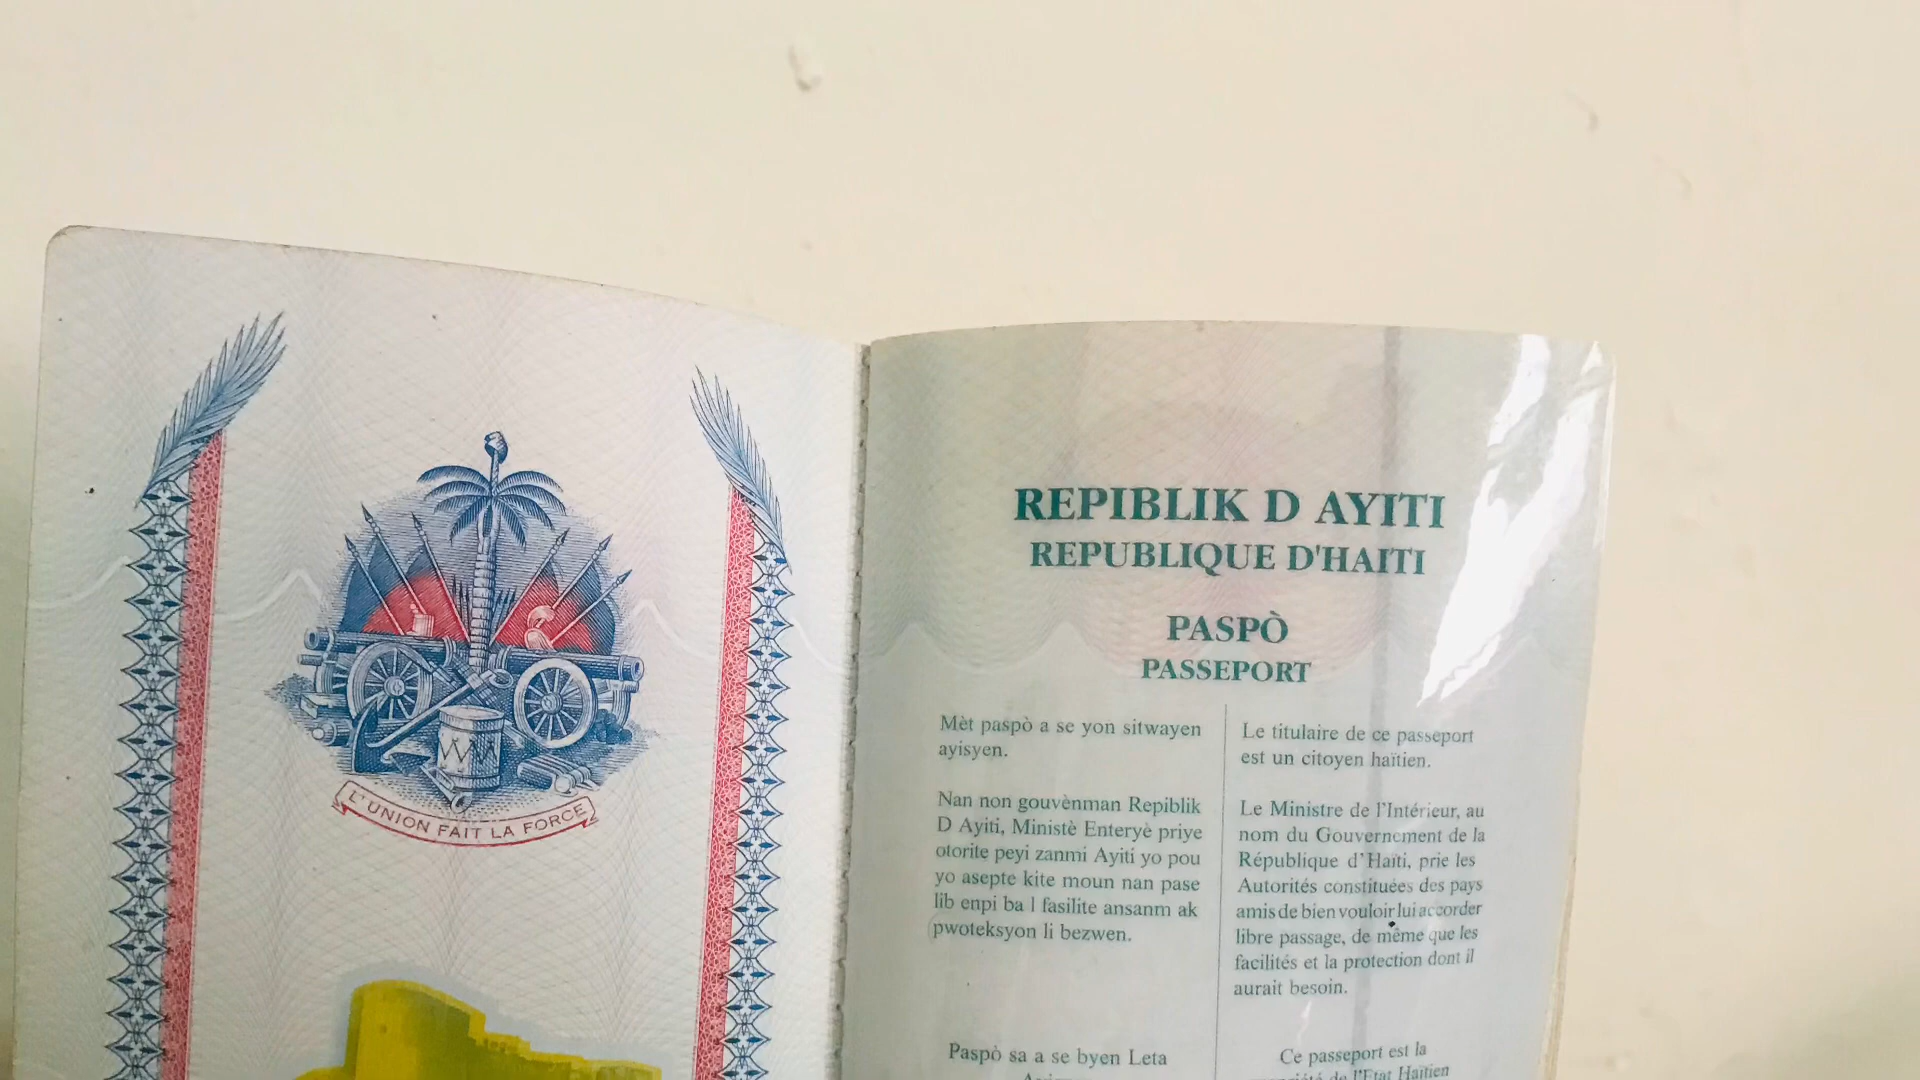 L'UNION FAIT LA FORCE
REPIBLIK D AYITI
REPUBLIQUE D'HAITI
PASPÒ
PASSEPORT
Mèt paspò a se yon sitwayen
ayisyen.
Nan non gouvènman Repiblik
D Ayiti, Ministè Enteryè priye
otorite peyi zanmi Ayiti yo pou
yo asepte kite moun nan pase
lib enpi ba l fasilite ansanm ak
pwoteksyon li bezwen.
Paspò sa a se byen Leta
Le titulaire de ce passeport
est un citoyen haïtien.
Le Ministre de l'Intérieur, au
nom du Gouvernement de la
République d'Haïti, prie les
Autorités constituées des pays
amis de bien vouloir lui accorder
libre passage, de même que les
facilités et la protection dont il
aurait besoin.
Ce passeport est la
de l'Etat Haïtien